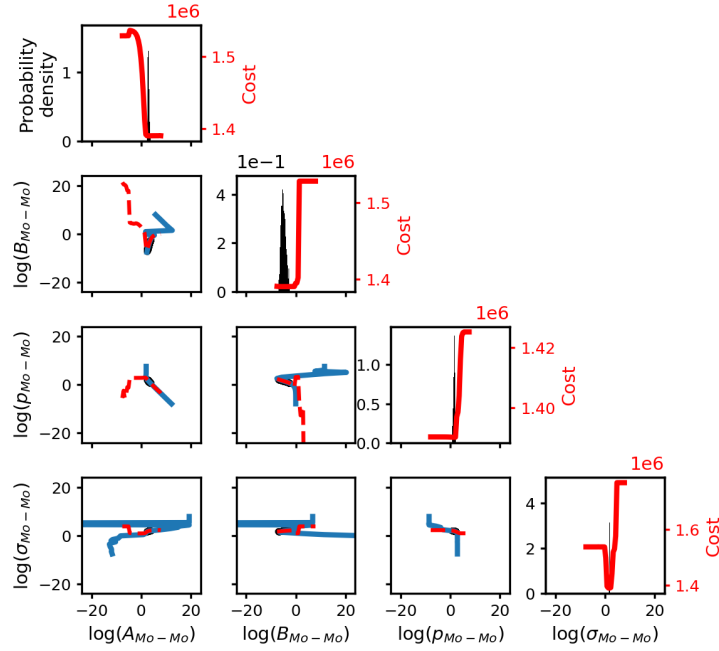 1e6
Probability
density
1
0
1.5
1.4
Cost
1e−1
1e6
log(B_{Mo−Mo})
20
0
−20
4
2
0
1.5
1.4
Cost
1e6
log(p_{Mo−Mo})
20
0
−20
1.0
0.5
0.0
1.42
1.40
Cost
1e6
log(σ_{Mo−Mo})
20
0
−20
4
2
0
1.6
1.4
Cost
−20 0 20
−20 0 20
−20 0 20
−20 0 20
log(A_{Mo−Mo})
log(B_{Mo−Mo})
log(p_{Mo−Mo})
log(σ_{Mo−Mo})